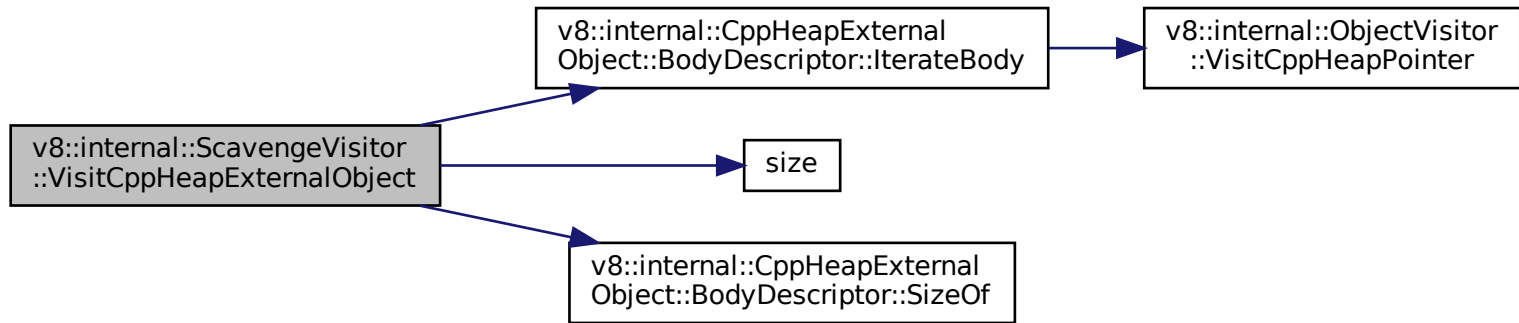 v8::internal::ScavengeVisitor
::VisitCppHeapExternalObject
v8::internal::CppHeapExternal
Object::BodyDescriptor::IterateBody
v8::internal::ObjectVisitor
::VisitCppHeapPointer
size
v8::internal::CppHeapExternal
Object::BodyDescriptor::SizeOf